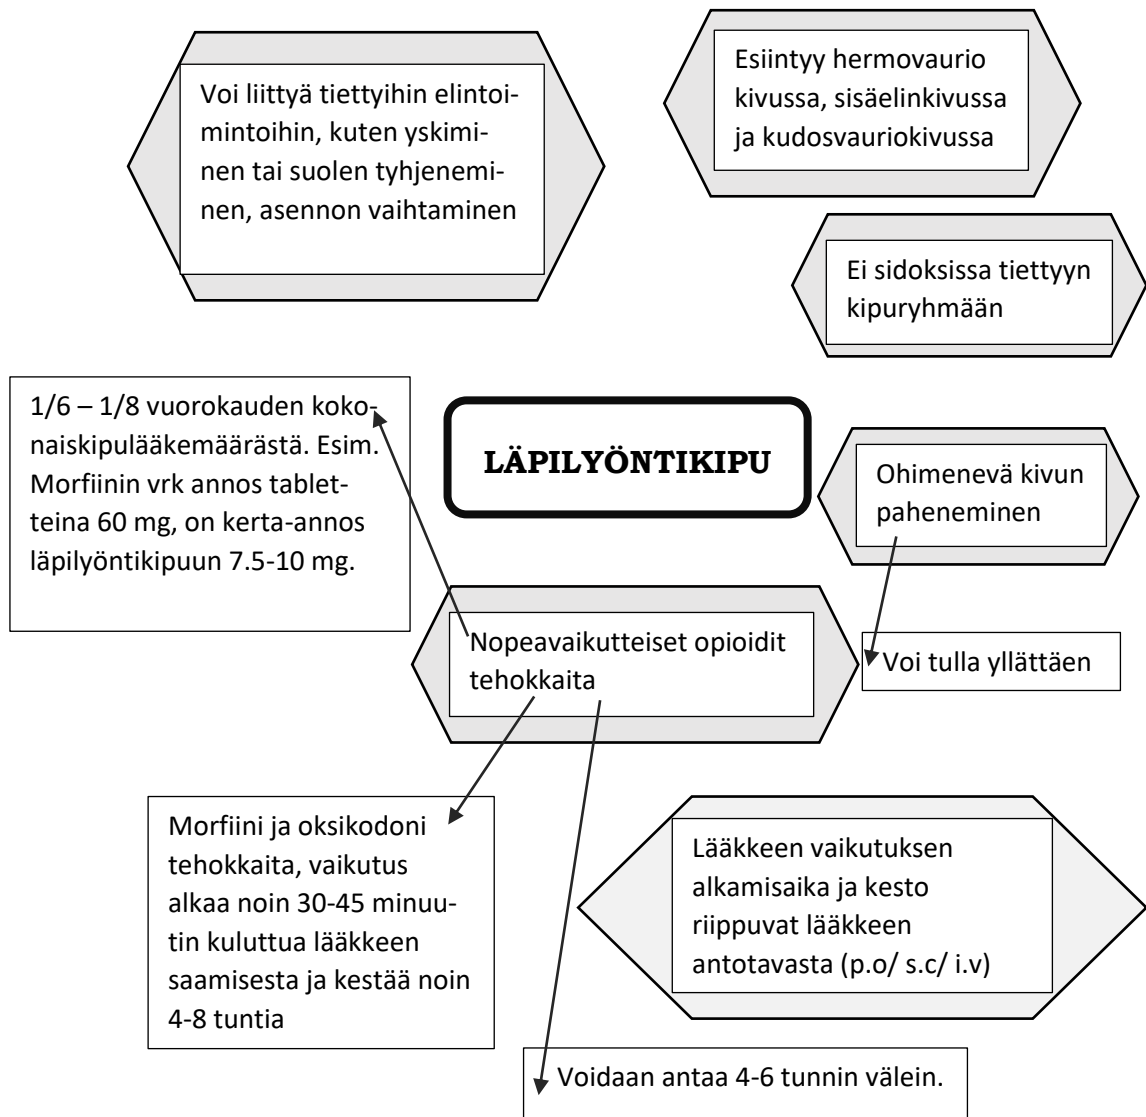 Voi liittyä tiettyihin elintoi-
mintoihin, kuten yskimi-
nen tai suolen tyhjenemi-
nen, asennon vaihtaminen
Esiintyy hermovaurio
kivussa, sisäelinkivussa
ja kudosvauriokivussa
Ei sidoksissa tiettyyn
kipuryhmään
1/6 – 1/8 vuorokauden koko-
naiskipulääkemäärästä. Esim.
Morfiinin vrk annos tablet-
teina 60 mg, on kerta-annos
läpilyöntikipuun 7.5-10 mg.
LÄPILYÖNTIKIPU
Ohimenevä kivun
paheneminen
Nopeavaikutteiset opioidit
tehokkaita
Voi tulla yllättäen
Morfiini ja oksikodoni
tehokkaita, vaikutus
alkaa noin 30-45 minuu-
tin kuluttua lääkkeen
saamisesta ja kestää noin
4-8 tuntia
Lääkkeen vaikutuksen
alkamisaika ja kesto
riippuvat lääkkeen
antotavasta (p.o/ s.c/ i.v)
Voidaan antaa 4-6 tunnin välein.